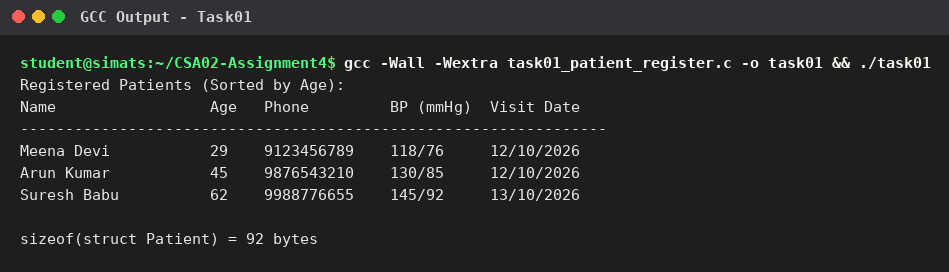 GCC Output - Task01
student@simats:~/CSA02-Assignment4$ gcc -Wall -Wextra task01_patient_register.c -o task01 && ./task01
Registered Patients (Sorted by Age):
Name                 Age   Phone         BP (mmHg)  Visit Date
-----------------------------------------------------------------
Meena Devi           29    9123456789    118/76     12/10/2026
Arun Kumar           45    9876543210    130/85     12/10/2026
Suresh Babu          62    9988776655    145/92     13/10/2026
sizeof(struct Patient) = 92 bytes